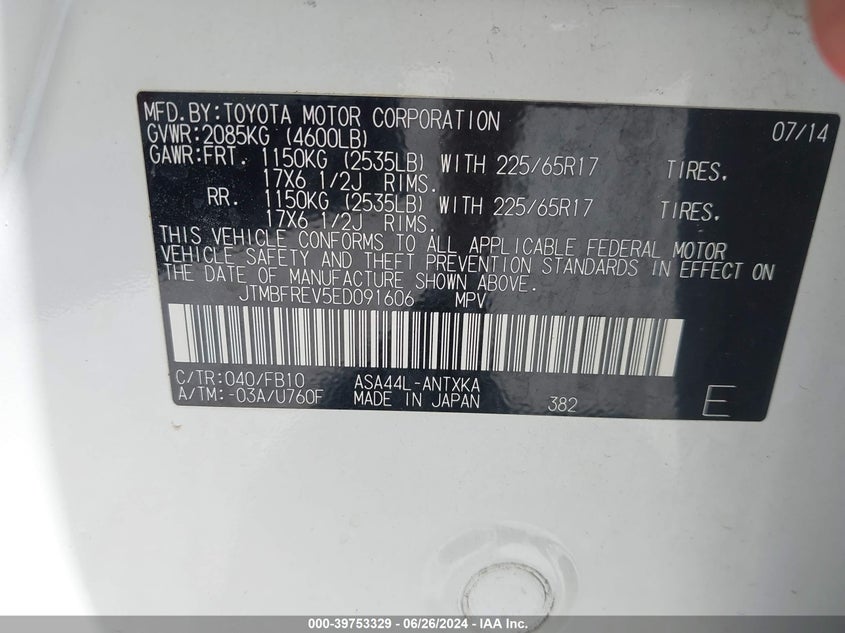 MFD.BY:TOYOTA MOTOR CORPORATION 07/14
GVWR:2085KG (4600LB)
GAWR:FRT. 1150KG (2535LB) WITH 225/65R17 TIRES.
17X6 1/2J RIMS.
RR. 1150KG (2535LB) WITH 225/65R17 TIRES.
17X6 1/2J RIMS.
THIS VEHICLE CONFORMS TO ALL APPLICABLE FEDERAL MOTOR
VEHICLE SAFETY AND THEFT PREVENTION STANDARDS IN EFFECT ON
THE DATE OF MANUFACTURE SHOWN ABOVE.
JTMBFREV5ED091606 MPV
C/TR:040/FB10 ASA44L-ANTXKA
A/TM:-03A/U760F MADE IN JAPAN 382 E
000-39753329 - 06/26/2024 - IAA, Inc.